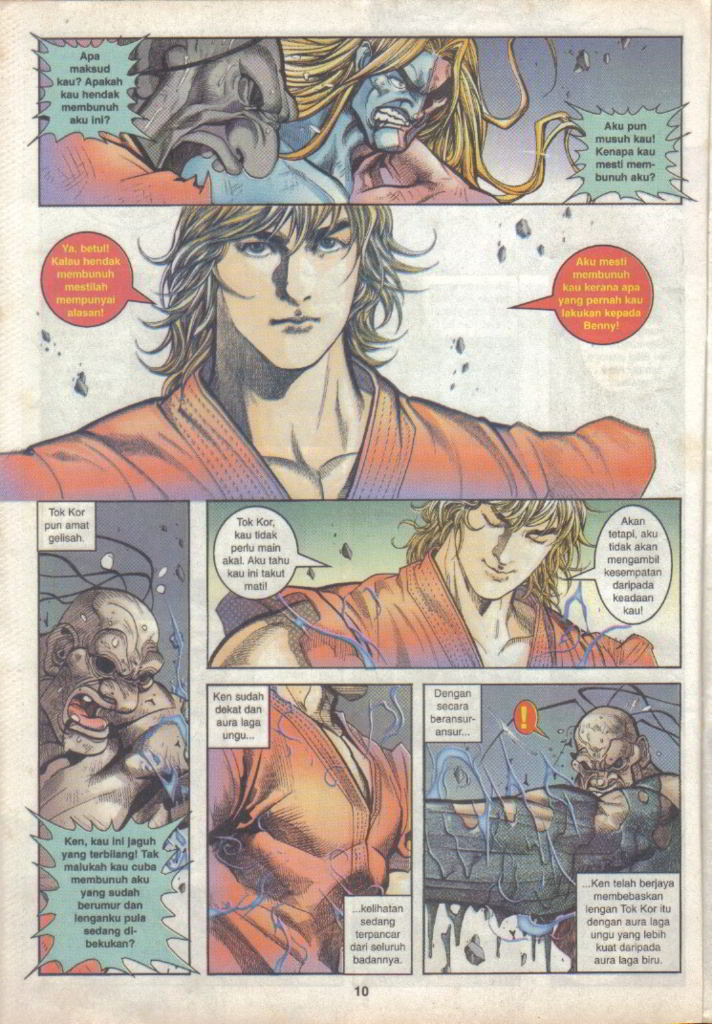 Apa
maksud
kau? Apakah
kau hendak
membunuh
aku ini?
Aku pun
musuh kau!
Kenapa kau
mesti mem-
bunuh aku?
Ya, betul!
Kalau hendak
membunuh
mestilah
mempunyai
alasan!
Aku mesti
membunuh
kau kerana apa
yang pernah kau
lakukan kepada
Benny!
Tok Kor
pun amat
gelisah.
Ken, kau ini jaguh
yang terbilang! Tak
malukah kau cuba
membunuh aku
yang sudah
berumur dan
lenganku pula
sedang di-
bekukan?
Tok Kor,
kau tidak
perlu main
akal. Aku tahu
kau ini takut
mati!
Akan
tetapi, aku
tidak akan
mengambil
kesempatan
daripada
keadaan
kau!
Ken sudah
dekat dan
aura laga
ungu...
...kelihatan
sedang
terpancar
dari seluruh
badannya.
Dengan
secara
beransur-
ansur...
!
...Ken telah berjaya
membebaskan
lengan Tok Kor itu
dengan aura laga
ungu yang lebih
kuat daripada
aura laga biru.
10